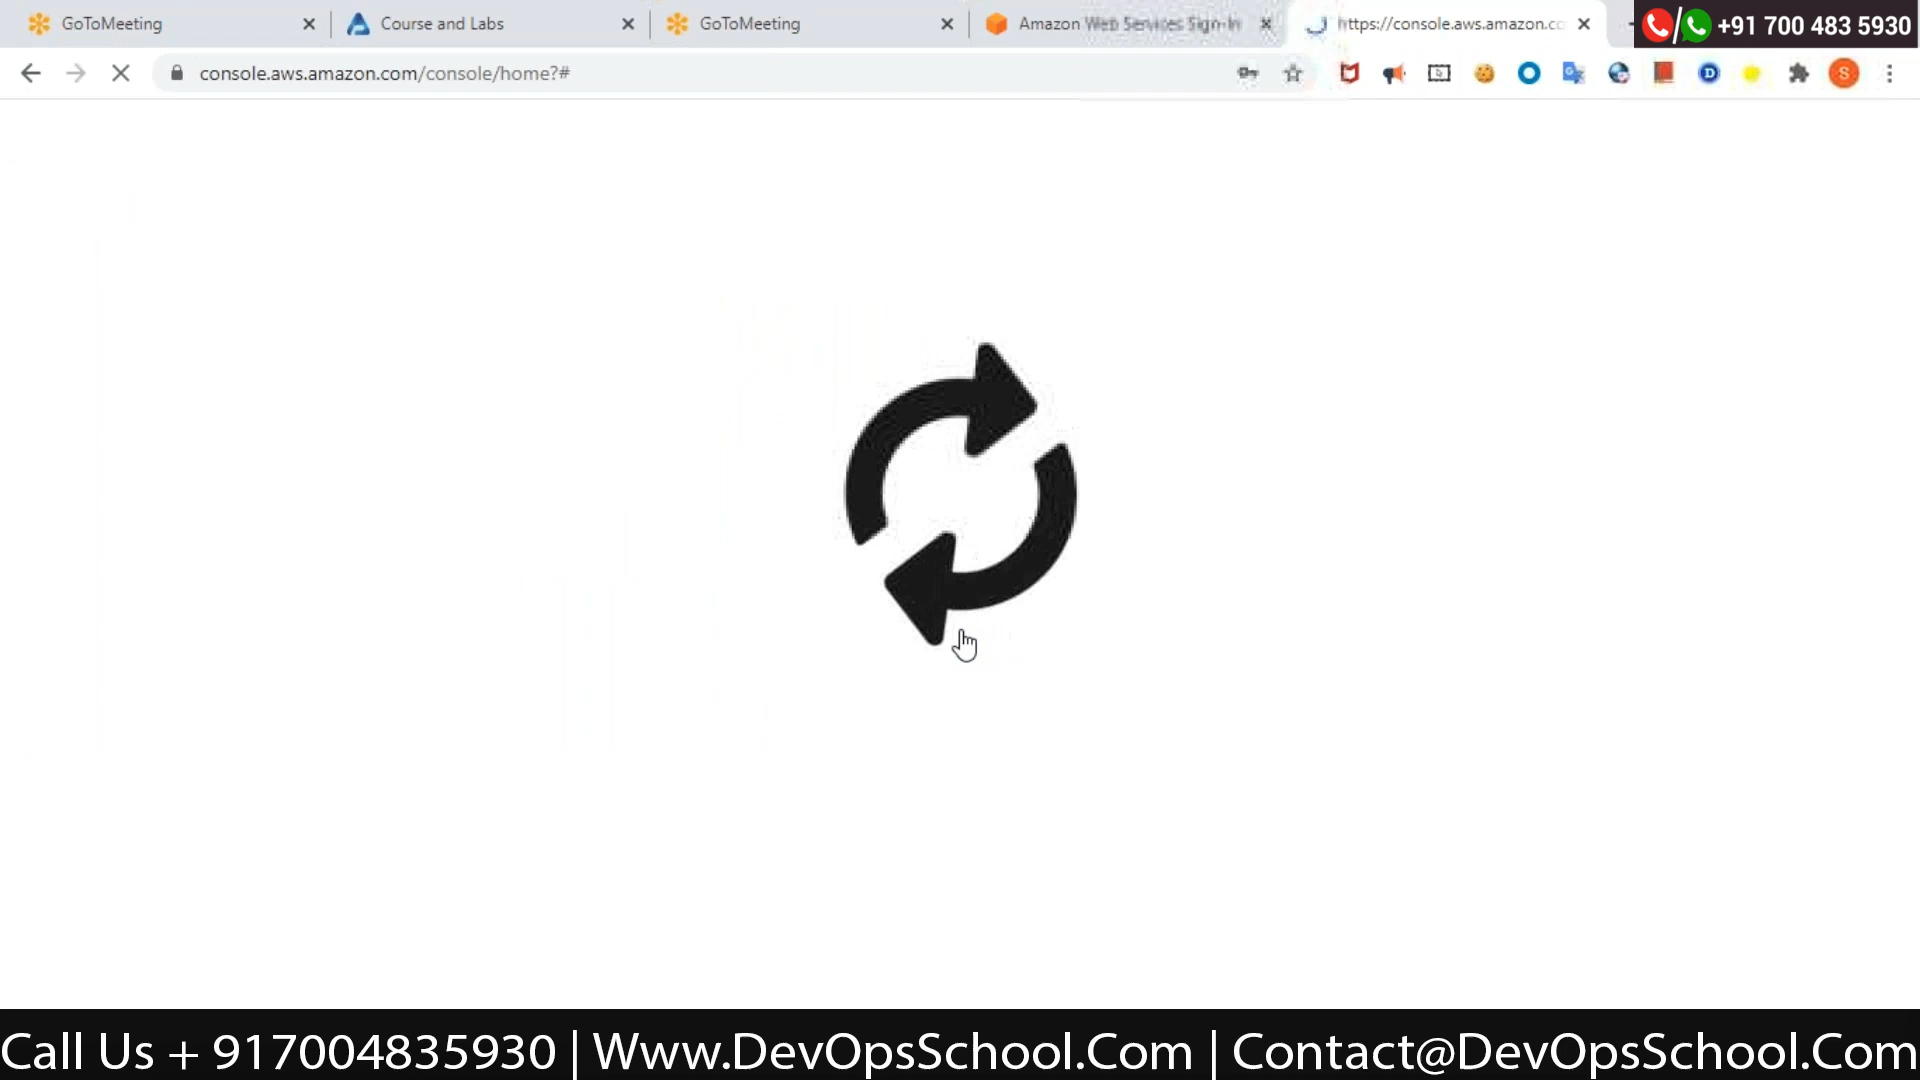 GoToMeeting
Course and Labs
GoToMeeting
Amazon Web Services Sign-In
https://console.aws.amazon.co
+91 700 483 5930
console.aws.amazon.com/console/home?#
D
S
Call Us + 917004835930 | Www.DevOpsSchool.Com | Contact@DevOpsSchool.Com